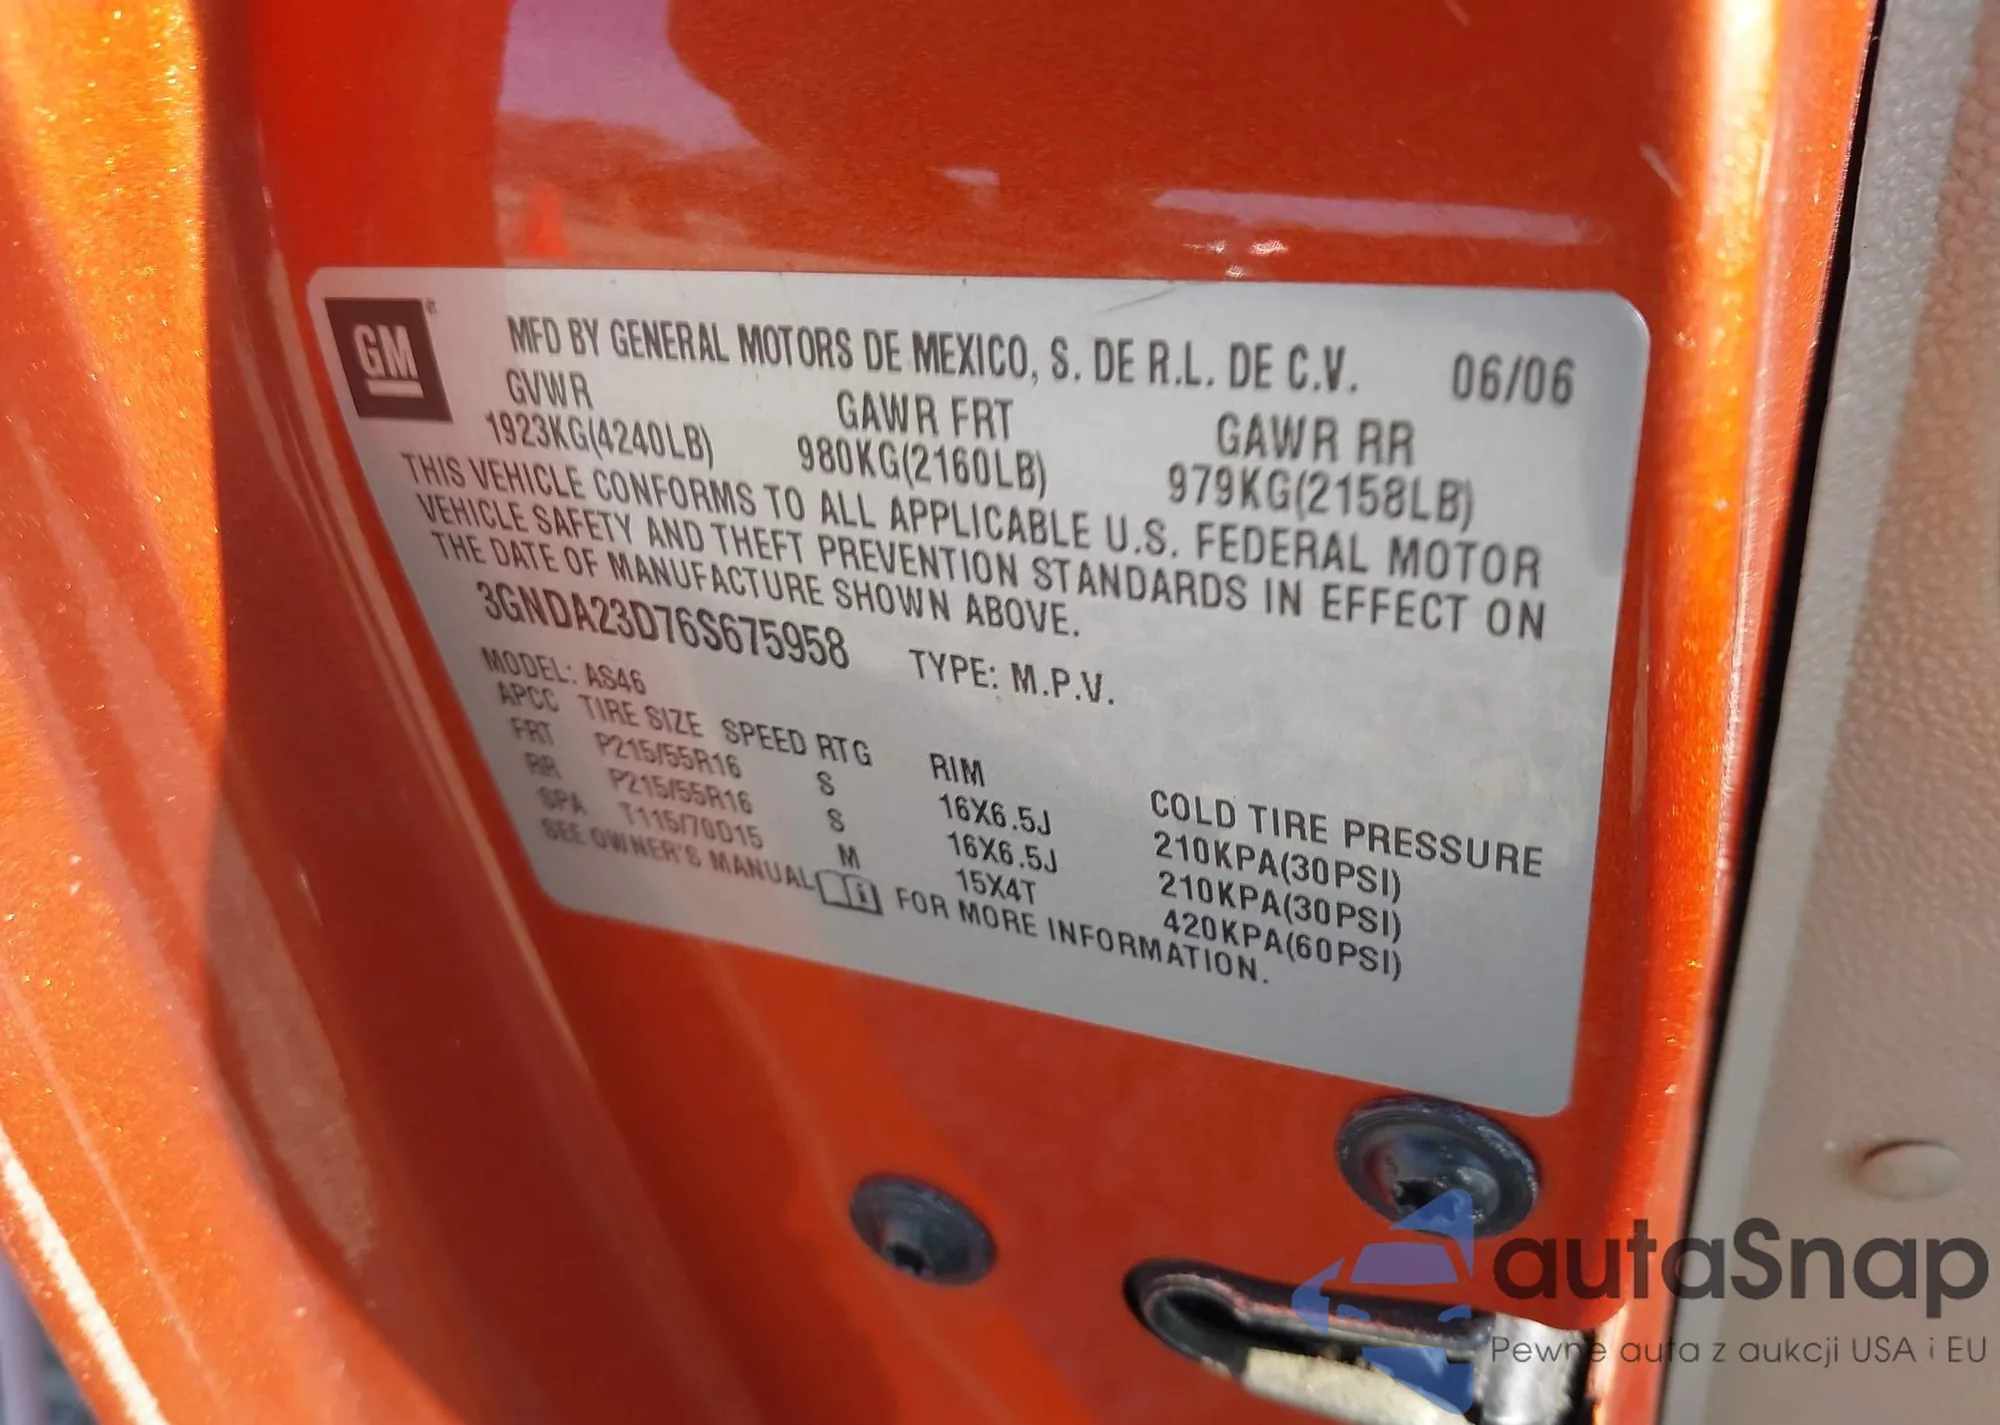 GM
MFD BY GENERAL MOTORS DE MEXICO, S. DE R.L. DE C.V. 06/06
GVWR GAWR FRT GAWR RR
1923KG(4240LB) 980KG(2160LB) 979KG(2158LB)
THIS VEHICLE CONFORMS TO ALL APPLICABLE U.S. FEDERAL MOTOR
VEHICLE SAFETY AND THEFT PREVENTION STANDARDS IN EFFECT ON
THE DATE OF MANUFACTURE SHOWN ABOVE.
3GNDA23D76S675958 TYPE: M.P.V.
MODEL: AS46
APCC TIRE SIZE SPEED RTG RIM COLD TIRE PRESSURE
FRT P215/55R16 S 16X6.5J 210KPA(30PSI)
RR P215/55R16 S 16X6.5J 210KPA(30PSI)
SPA T115/70D15 M 15X4T 420KPA(60PSI)
SEE OWNER'S MANUAL FOR MORE INFORMATION.
autaSnap
Pewne auta z aukcji USA i EU